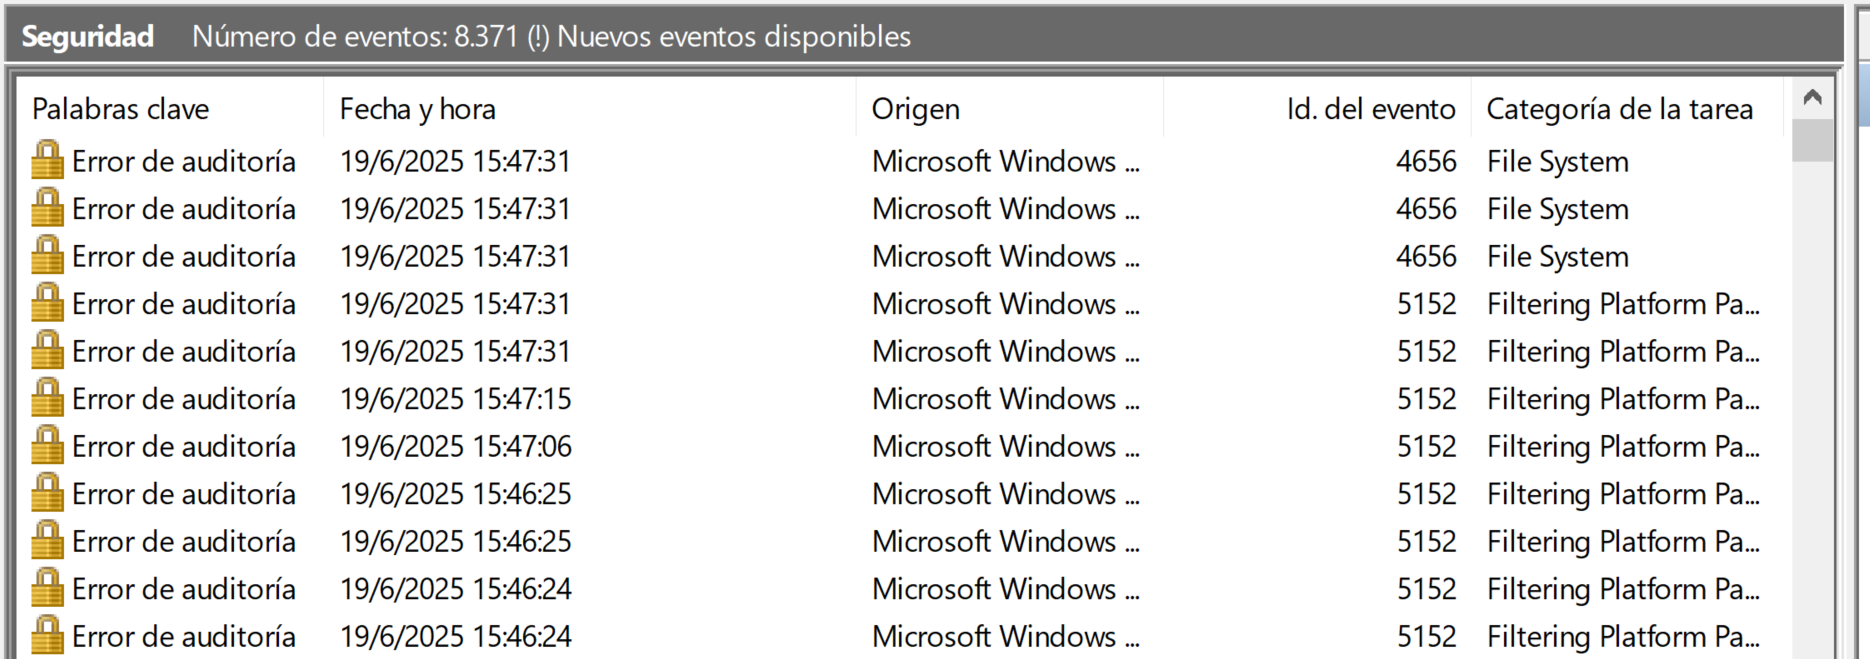 Seguridad Número de eventos: 8.371 (!) Nuevos eventos disponibles
Palabras clave Fecha y hora Origen Id. del evento Categoría de la tarea
Error de auditoría 19/6/2025 15:47:31 Microsoft Windows ... 4656 File System
Error de auditoría 19/6/2025 15:47:31 Microsoft Windows ... 4656 File System
Error de auditoría 19/6/2025 15:47:31 Microsoft Windows ... 4656 File System
Error de auditoría 19/6/2025 15:47:31 Microsoft Windows ... 5152 Filtering Platform Pa...
Error de auditoría 19/6/2025 15:47:31 Microsoft Windows ... 5152 Filtering Platform Pa...
Error de auditoría 19/6/2025 15:47:15 Microsoft Windows ... 5152 Filtering Platform Pa...
Error de auditoría 19/6/2025 15:47:06 Microsoft Windows ... 5152 Filtering Platform Pa...
Error de auditoría 19/6/2025 15:46:25 Microsoft Windows ... 5152 Filtering Platform Pa...
Error de auditoría 19/6/2025 15:46:25 Microsoft Windows ... 5152 Filtering Platform Pa...
Error de auditoría 19/6/2025 15:46:24 Microsoft Windows ... 5152 Filtering Platform Pa...
Error de auditoría 19/6/2025 15:46:24 Microsoft Windows ... 5152 Filtering Platform Pa...